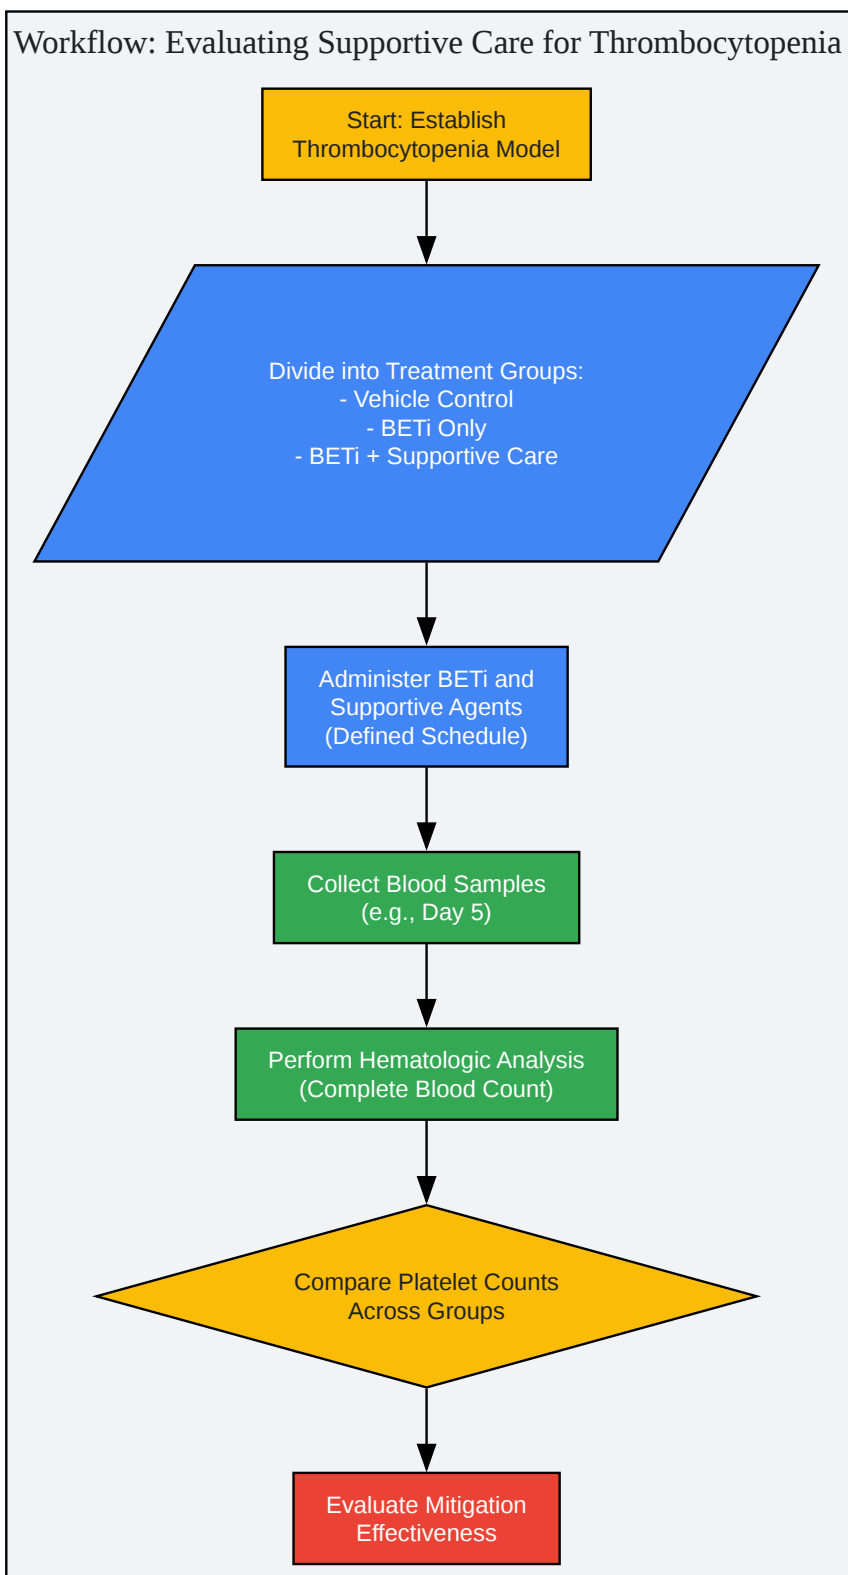 Workflow: Evaluating Supportive Care for Thrombocytopenia
Start: Establish
Thrombocytopenia Model
Divide into Treatment Groups:
- Vehicle Control
- BETi Only
- BETi + Supportive Care
Administer BETi and
Supportive Agents
(Defined Schedule)
Collect Blood Samples
(e.g., Day 5)
Perform Hematologic Analysis
(Complete Blood Count)
Compare Platelet Counts
Across Groups
Evaluate Mitigation
Effectiveness